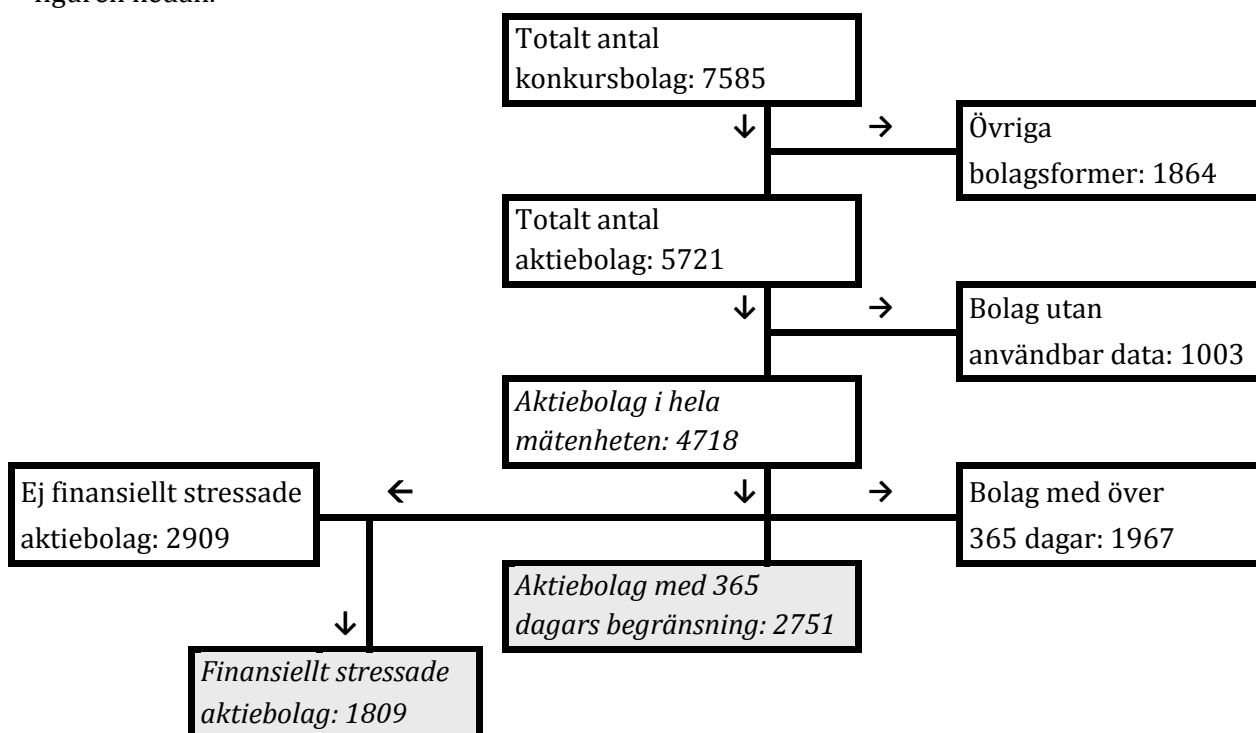 Totalt antal
konkursbolag: 7585
Övriga
bolagsformer: 1864
Totalt antal
aktiebolag: 5721
Bolag utan
användbar data: 1003
Aktiebolag i hela
mätenheten: 4718
Ej finansiellt stressade
aktiebolag: 2909
Bolag med över
365 dagar: 1967
Aktiebolag med 365
dagars begränsning: 2751
Finansiellt stressade
aktiebolag: 1809